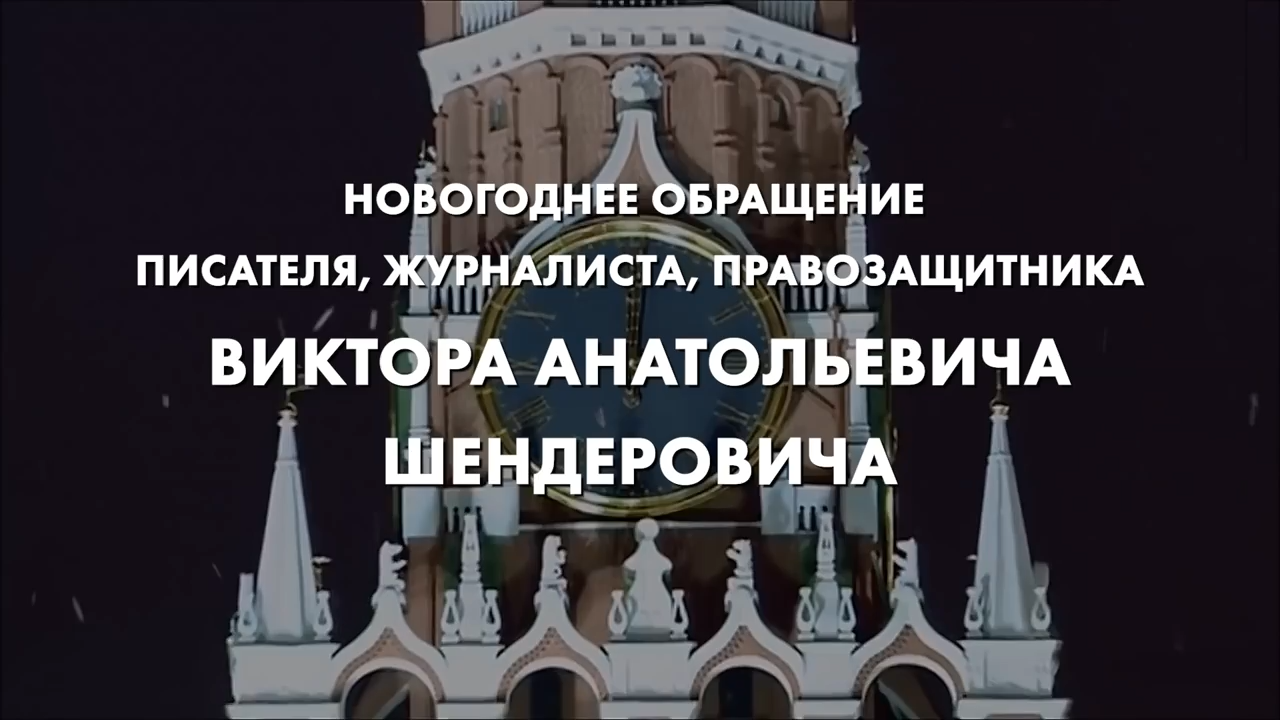 НОВОГОДНЕЕ ОБРАЩЕНИЕ
ПИСАТЕЛЯ, ЖУРНАЛИСТА, ПРАВОЗАЩИТНИКА
ВИКТОРА АНАТОЛЬЕВИЧА
ШЕНДЕРОВИЧА